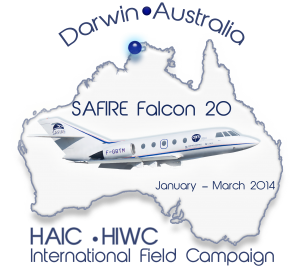 Darwin•Australia
SAFIRE Falcon 20
F-GBTM
January – March 2014
HAIC •HIWC
International Field Campaign